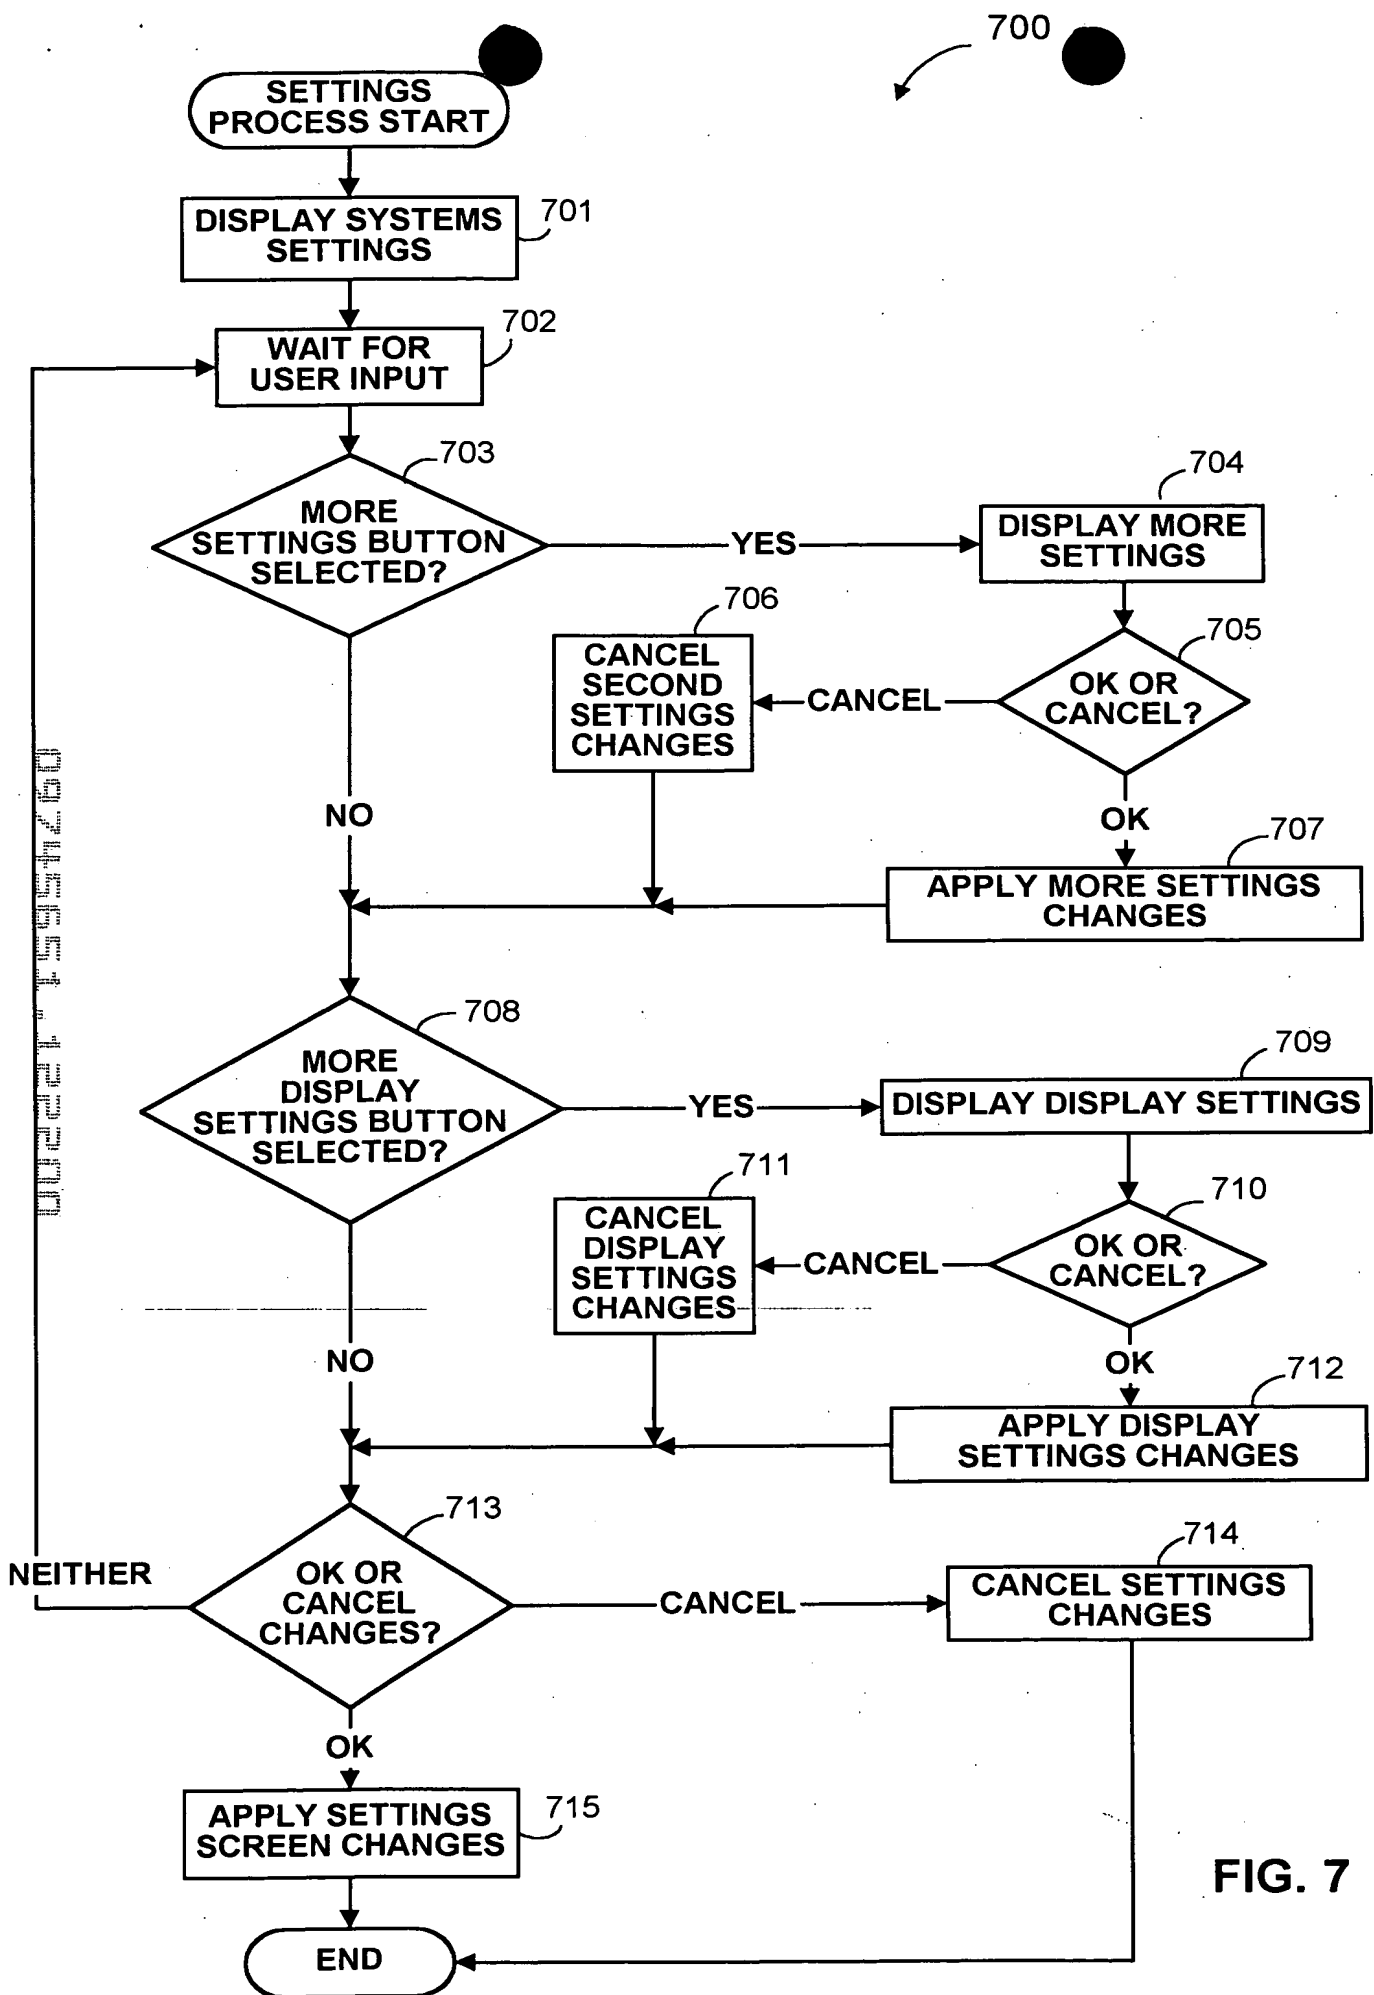 700
SETTINGS
PROCESS START
701
DISPLAY SYSTEMS
SETTINGS
702
WAIT FOR
USER INPUT
703
MORE
SETTINGS BUTTON
SELECTED?
YES
704
DISPLAY MORE
SETTINGS
706
CANCEL
SECOND
SETTINGS
CHANGES
CANCEL
705
OK OR
CANCEL?
NO
OK
707
APPLY MORE SETTINGS
CHANGES
09745651.122200
708
MORE
DISPLAY
SETTINGS BUTTON
SELECTED?
YES
709
DISPLAY DISPLAY SETTINGS
711
CANCEL
DISPLAY
SETTINGS
CHANGES
CANCEL
710
OK OR
CANCEL?
NO
OK
712
APPLY DISPLAY
SETTINGS CHANGES
713
OK OR
CANCEL
CHANGES?
NEITHER
CANCEL
714
CANCEL SETTINGS
CHANGES
OK
715
APPLY SETTINGS
SCREEN CHANGES
END
FIG. 7